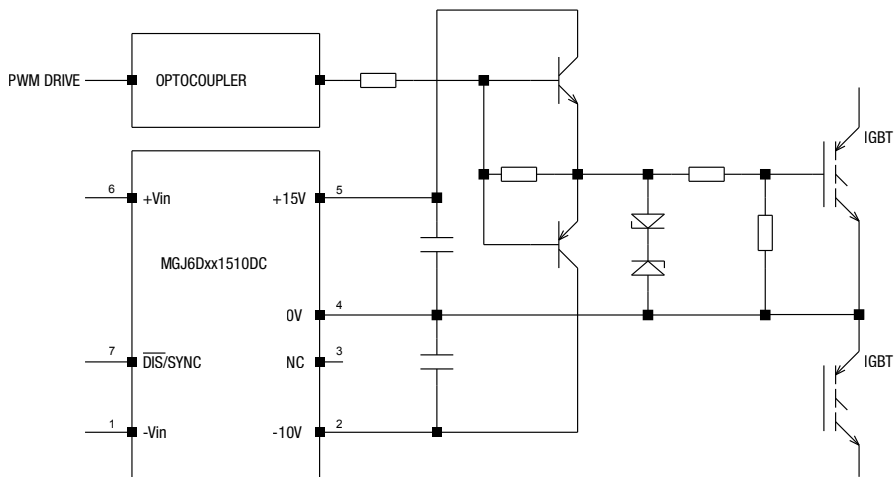 PWM DRIVE
OPTOCOUPLER
IGBT
6
+Vin
+15V
5
MGJ6Dxx1510DC
0V
4
7
DIS/SYNC
NC
3
IGBT
1
-Vin
-10V
2